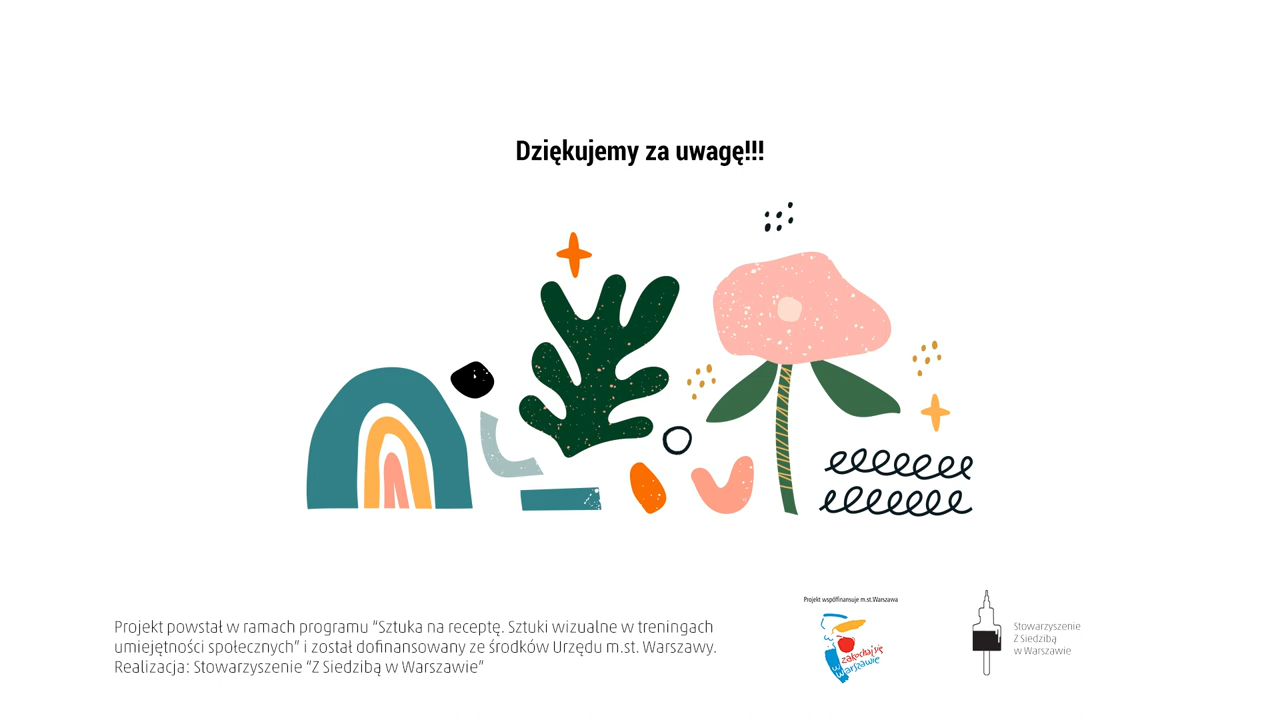 Dziękujemy za uwagę!!!
Projekt współfinansuje m.st.Warszawa
zakochaj się
w warszawie
Stowarzyszenie
Z Siedzibą
w Warszawie
Projekt powstał w ramach programu “Sztuka na receptę. Sztuki wizualne w treningach
umiejętności społecznych” i został dofinansowany ze środków Urzędu m.st. Warszawy.
Realizacja: Stowarzyszenie “Z Siedzibą w Warszawie”